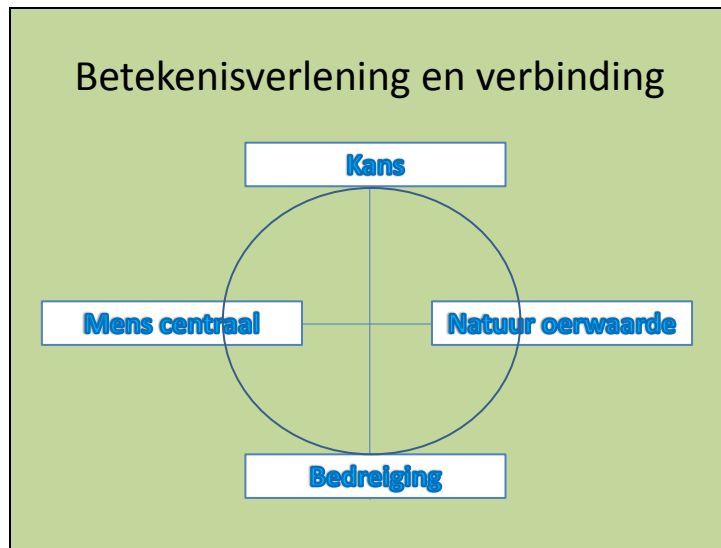 Betekenisverlening en verbinding
Kans
Mens centraal
Natuur oerwaarde
Bedreiging